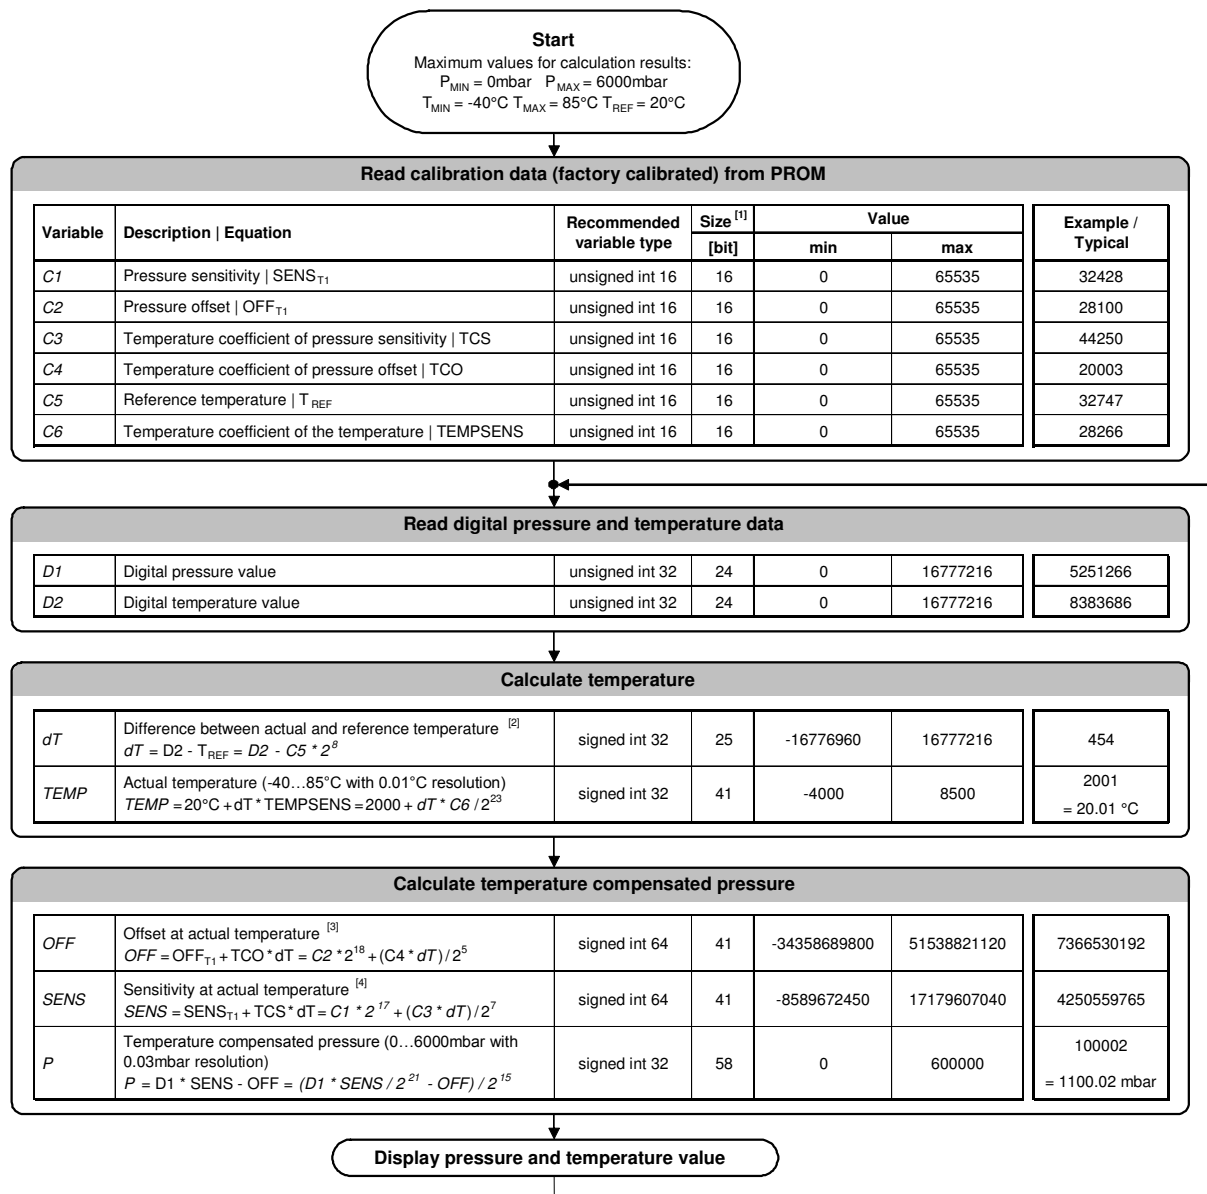 Start
Maximum values for calculation results:
PMIN = 0mbar PMAX = 6000mbar
TMIN = -40°C TMAX = 85°C TREF = 20°C
Read calibration data (factory calibrated) from PROM
Variable Description | Equation Recommended variable type Size [1] [bit] Value min max Example / Typical
C1 Pressure sensitivity | SENST1 unsigned int 16 16 0 65535 32428
C2 Pressure offset | OFFT1 unsigned int 16 16 0 65535 28100
C3 Temperature coefficient of pressure sensitivity | TCS unsigned int 16 16 0 65535 44250
C4 Temperature coefficient of pressure offset | TCO unsigned int 16 16 0 65535 20003
C5 Reference temperature | TREF unsigned int 16 16 0 65535 32747
C6 Temperature coefficient of the temperature | TEMPSENS unsigned int 16 16 0 65535 28266
Read digital pressure and temperature data
D1 Digital pressure value unsigned int 32 24 0 16777216 5251266
D2 Digital temperature value unsigned int 32 24 0 16777216 8383686
Calculate temperature
dT Difference between actual and reference temperature [2]
dT = D2 - TREF = D2 - C5 * 2^8 signed int 32 25 -16776960 16777216 454
TEMP Actual temperature (-40…85°C with 0.01°C resolution)
TEMP = 20°C + dT * TEMPSENS = 2000 + dT * C6 / 2^23 signed int 32 41 -4000 8500 2001
= 20.01 °C
Calculate temperature compensated pressure
OFF Offset at actual temperature [3]
OFF = OFFT1 + TCO * dT = C2 * 2^18 + (C4 * dT) / 2^5 signed int 64 41 -34358689800 51538821120 7366530192
SENS Sensitivity at actual temperature [4]
SENS = SENST1 + TCS * dT = C1 * 2^17 + (C3 * dT) / 2^7 signed int 64 41 -8589672450 17179607040 4250559765
P Temperature compensated pressure (0…6000mbar with
0.03mbar resolution)
P = D1 * SENS - OFF = (D1 * SENS / 2^21 - OFF) / 2^15 signed int 32 58 0 600000 100002
= 1100.02 mbar
Display pressure and temperature value